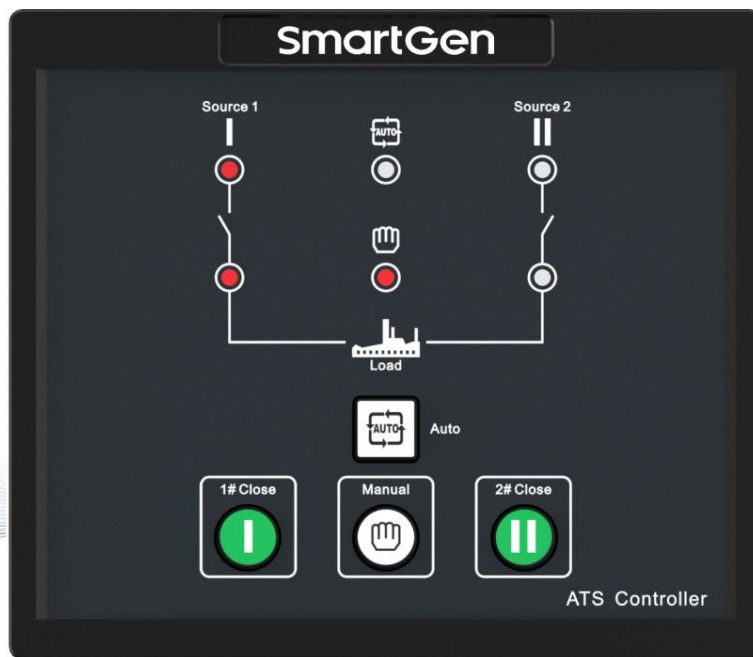 SmartGen
Source 1
AUTO
Source 2
I
II
Load
AUTO
Auto
1# Close
Manual
2# Close
I
II
ATS Controller